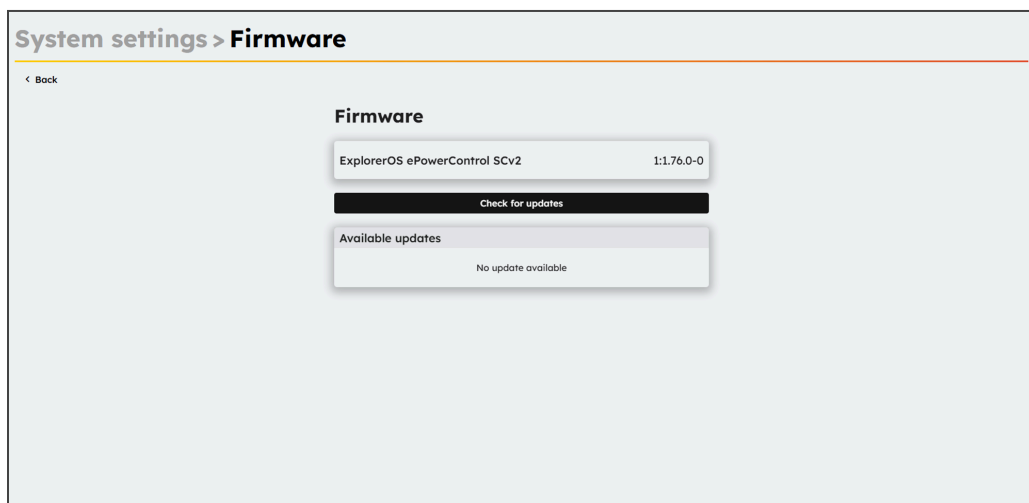 System settings > Firmware
< Back
Firmware
ExplorerOS ePowerControl SCv2 1:1.76.0-0
Check for updates
Available updates
No update available